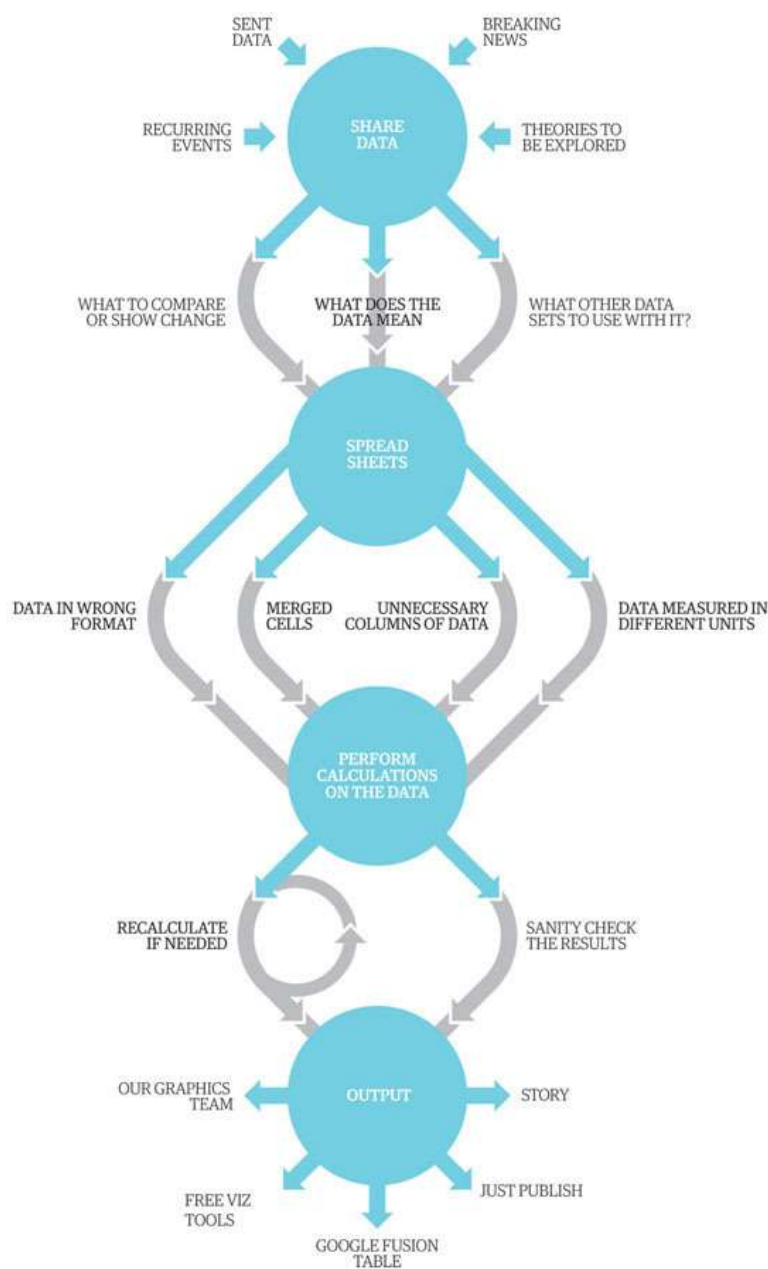 SENT
DATA
BREAKING
NEWS
SHARE
DATA
RECURRING
EVENTS
THEORIES TO
BE EXPLORED
WHAT TO COMPARE
OR SHOW CHANGE
WHAT DOES THE
DATA MEAN
WHAT OTHER DATA
SETS TO USE WITH IT?
SPREAD
SHEETS
DATA IN WRONG
FORMAT
MERGED
CELLS
UNNECESSARY
COLUMNS OF DATA
DATA MEASURED IN
DIFFERENT UNITS
PERFORM
CALCULATIONS
ON THE DATA
RECALCULATE
IF NEEDED
SANITY CHECK
THE RESULTS
OUR GRAPHICS
TEAM
OUTPUT
STORY
FREE VIZ
TOOLS
JUST PUBLISH
GOOGLE FUSION
TABLE